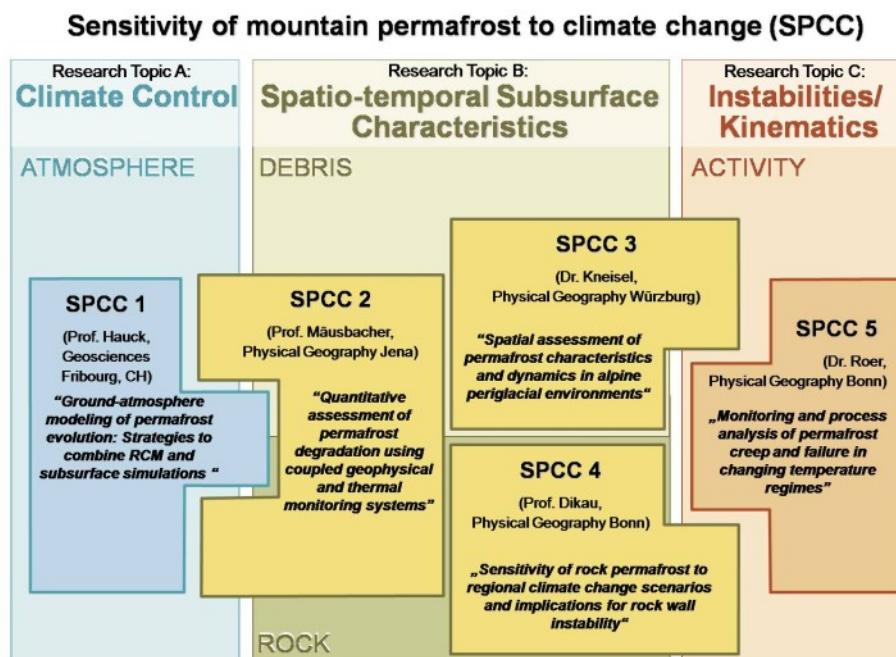 Sensitivity of mountain permafrost to climate change (SPCC)
Research Topic A:
Climate Control
ATMOSPHERE
Research Topic B:
Spatio-temporal Subsurface
Characteristics
DEBRIS
Research Topic C:
Instabilities/
Kinematics
ACTIVITY
SPCC 1
(Prof. Hauck,
Geosciences
Fribourg, CH)
“Ground-atmosphere
modeling of permafrost
evolution: Strategies to
combine RCM and
subsurface simulations “
SPCC 2
(Prof. Mäusbacher,
Physical Geography Jena)
“Quantitative
assessment of
permafrost
degradation using
coupled geophysical
and thermal
monitoring systems”
SPCC 3
(Dr. Kneisel,
Physical Geography Würzburg)
“Spatial assessment of
permafrost characteristics
and dynamics in alpine
periglacial environments“
SPCC 4
(Prof. Dikau,
Physical Geography Bonn)
„Sensitivity of rock permafrost to
regional climate change scenarios
and implications for rock wall
instability“
SPCC 5
(Dr. Roer,
Physical Geography Bonn)
„Monitoring and process
analysis of permafrost
creep and failure in
changing temperature
regimes”
ROCK